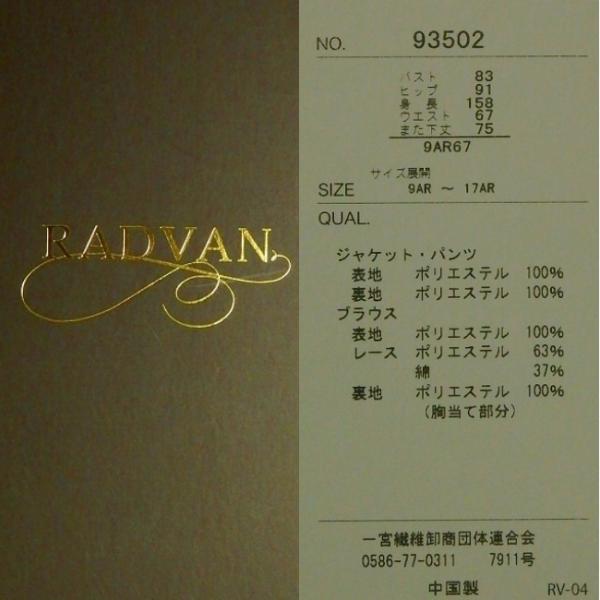 RADVAN
NO. 93502
バスト 83
ヒップ 91
身長 158
ウエスト 67
また下丈 75
9AR67
サイズ展開
SIZE 9AR ～ 17AR
QUAL.
ジャケット・パンツ
表地 ポリエステル 100%
裏地 ポリエステル 100%
ブラウス
表地 ポリエステル 100%
レース ポリエステル 63%
綿 37%
裏地 ポリエステル 100%
(胸当て部分)
一宮繊維卸商団体連合会
0586-77-0311 7911号
中国製 RV-04